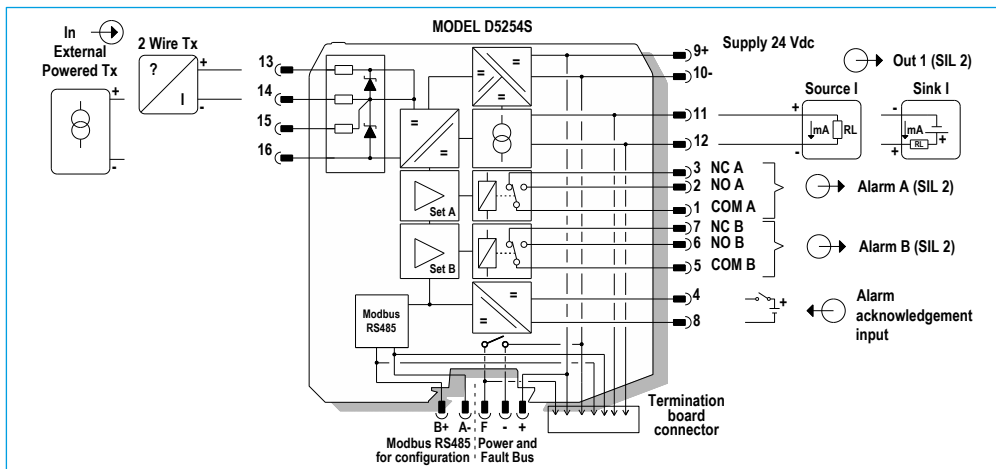 MODEL D5254S
In
External
Powered Tx
+
-
2 Wire Tx
?
I
+
-
13
14
15
16
=
=
=
=
=
=
Set A
Set B
=
=
Modbus
RS485
9+
Supply 24 Vdc
10-
11
12
3 NC A
2 NO A
1 COM A
7 NC B
6 NO B
5 COM B
4
8
Out 1 (SIL 2)
Source I
Sink I
+
-
mA
RL
-
+
mA
+
RL
Alarm A (SIL 2)
Alarm B (SIL 2)
+
Alarm
acknowledgement
input
B+ A- F - +
Modbus RS485
for configuration
Power and
Fault Bus
Termination
board
connector